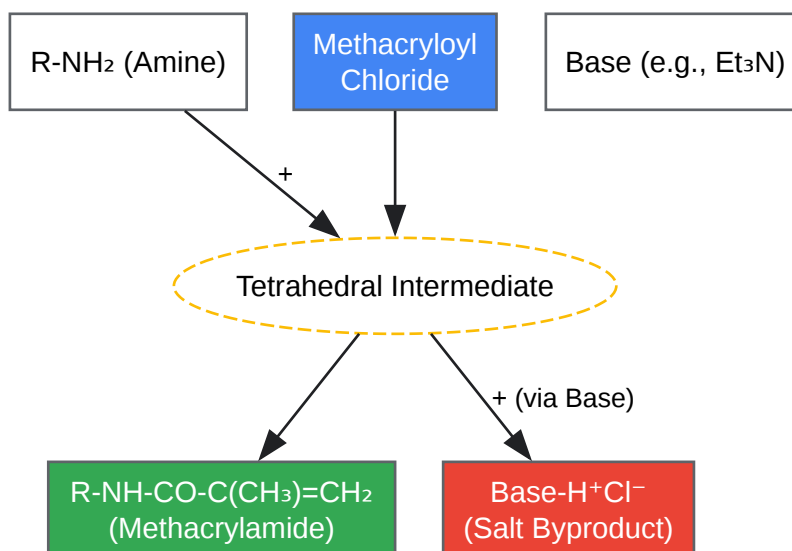 R-NH₂ (Amine)
Methacryloyl
Chloride
Base (e.g., Et₃N)
+
Tetrahedral Intermediate
+ (via Base)
R-NH-CO-C(CH₃)=CH₂
(Methacrylamide)
Base-H⁺Cl⁻
(Salt Byproduct)